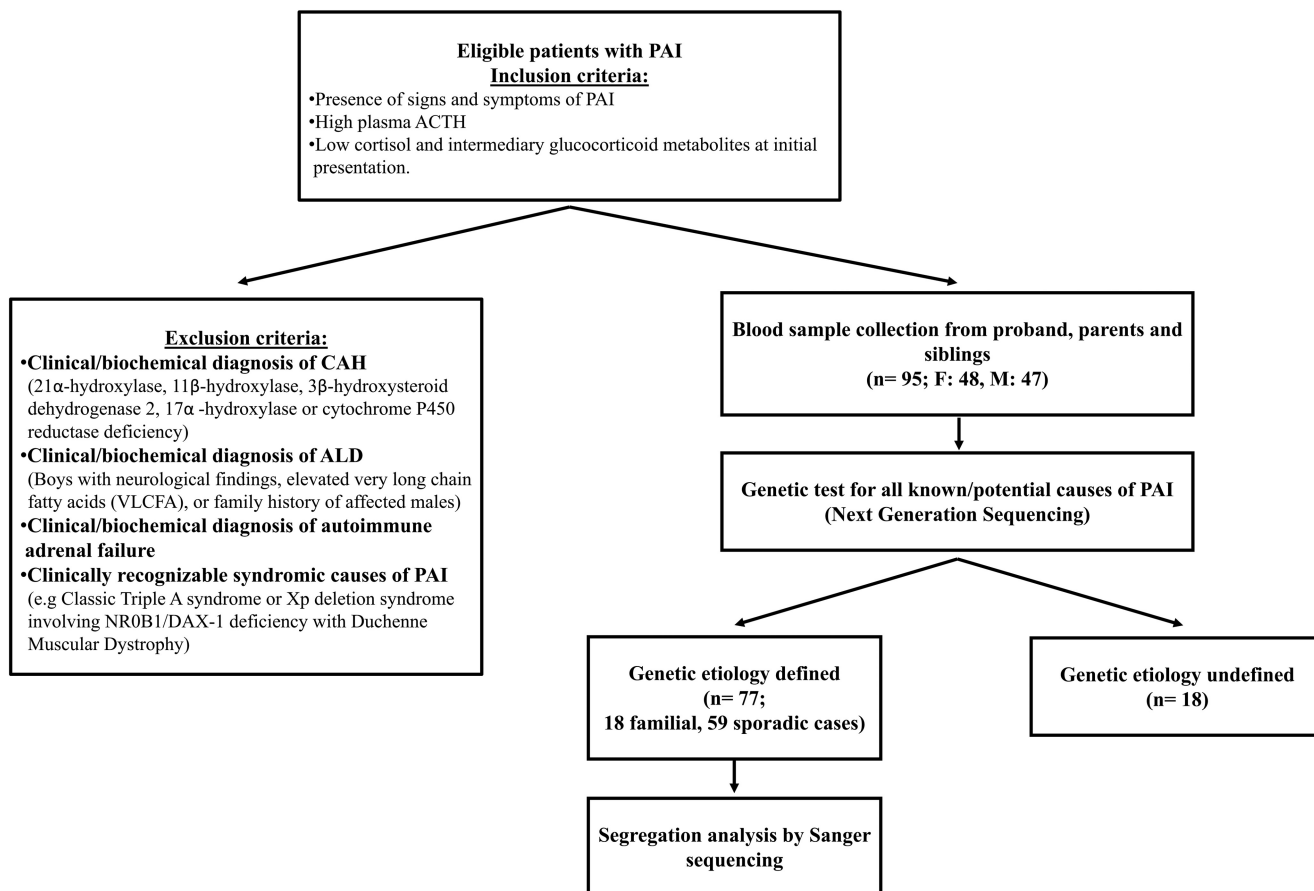 Eligible patients with PAI
Inclusion criteria:
•Presence of signs and symptoms of PAI
•High plasma ACTH
•Low cortisol and intermediary glucocorticoid metabolites at initial
presentation.
Exclusion criteria:
•Clinical/biochemical diagnosis of CAH
(21α-hydroxylase, 11β-hydroxylase, 3β-hydroxysteroid
dehydrogenase 2, 17α -hydroxylase or cytochrome P450
reductase deficiency)
•Clinical/biochemical diagnosis of ALD
(Boys with neurological findings, elevated very long chain
fatty acids (VLCFA), or family history of affected males)
•Clinical/biochemical diagnosis of autoimmune
adrenal failure
•Clinically recognizable syndromic causes of PAI
(e.g Classic Triple A syndrome or Xp deletion syndrome
involving NR0B1/DAX-1 deficiency with Duchenne
Muscular Dystrophy)
Blood sample collection from proband, parents and
siblings
(n= 95; F: 48, M: 47)
Genetic test for all known/potential causes of PAI
(Next Generation Sequencing)
Genetic etiology defined
(n= 77;
18 familial, 59 sporadic cases)
Genetic etiology undefined
(n= 18)
Segregation analysis by Sanger
sequencing